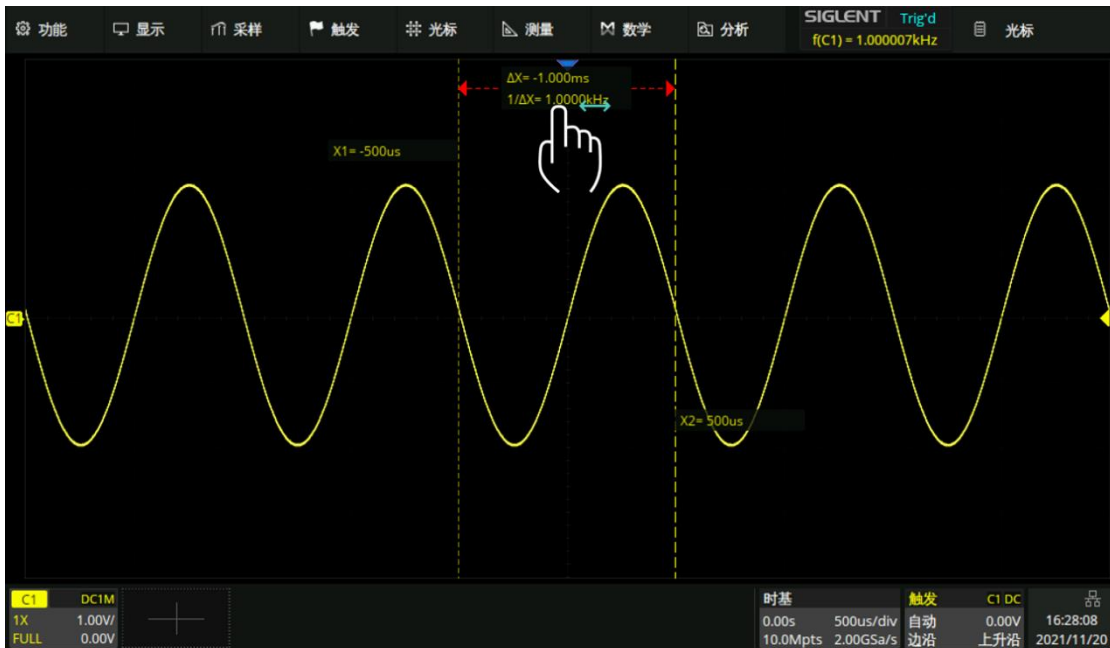 功能 显示 采样 触发 光标 测量 数学 分析 SIGLENT Trig'd 光标
f(C1) = 1.000007kHz
ΔX= -1.000ms
1/ΔX= 1.0000kHz
X1= -500us
C1
X2= 500us
C1 DC1M 时基 触发 C1 DC
1X 1.00V/ 0.00s 500us/div 自动 0.00V 16:28:08
FULL 0.00V 10.0Mpts 2.00GSa/s 边沿 上升沿 2021/11/20